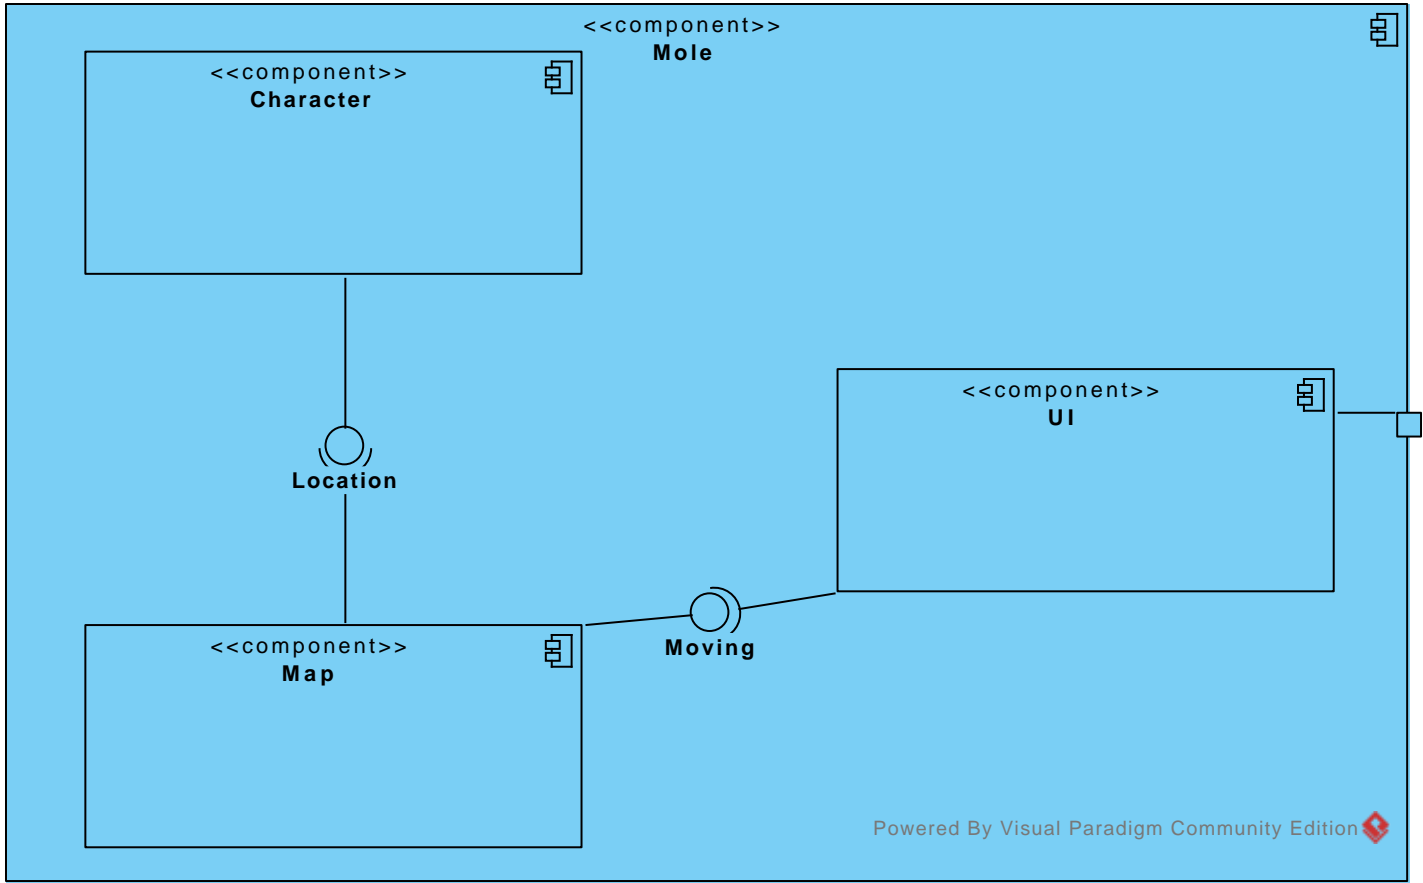 <<component>>
Mole
<<component>>
Character
<<component>>
UI
Location
<<component>>
Map
Moving
Powered By Visual Paradigm Community Edition